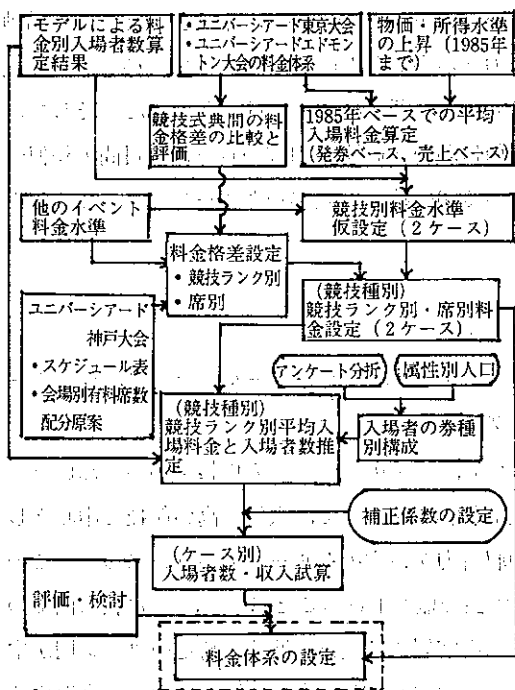 モデルによる料
金別入場者数算
定結果
・ユニバーシアード東京大会
・ユニバーシアードエドモン
トン大会の料金体系
物価・所得水準
の上昇（1985年
まで）
競技式典間の料
金格差の比較と
評価
1985年ベースでの平均
入場料金算定
（発券ベース、売上ベース）
他のイベント
料金水準
競技別料金水準
仮設定（2ケース）
料金格差設定
・競技ランク別
・席別
（競技種別）
競技ランク別・席別料
金設定（2ケース）
ユニバーシアード
神戸大会
・スケジュール表
・会場別有料席数
配分原案
アンケート分折
属性別人口
（競技種別）
競技ランク別平均入
場料金と入場者数推
定
入場者の券種
別構成
補正係数の設定
（ケース別）
入場者数・収入試算
評価・検討
料金体系の設定